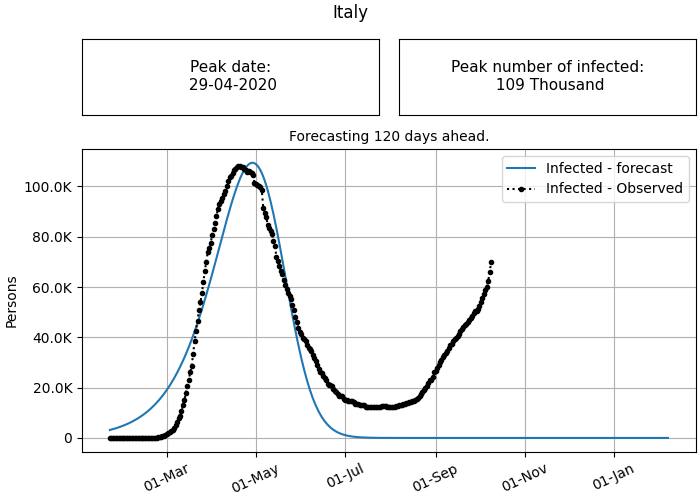 Italy
Peak date:
29-04-2020
Peak number of infected:
109 Thousand
Forecasting 120 days ahead.
Infected - forecast
Infected - Observed
Persons
100.0K
80.0K
60.0K
40.0K
20.0K
0
01-Mar
01-May
01-Jul
01-Sep
01-Nov
01-Jan